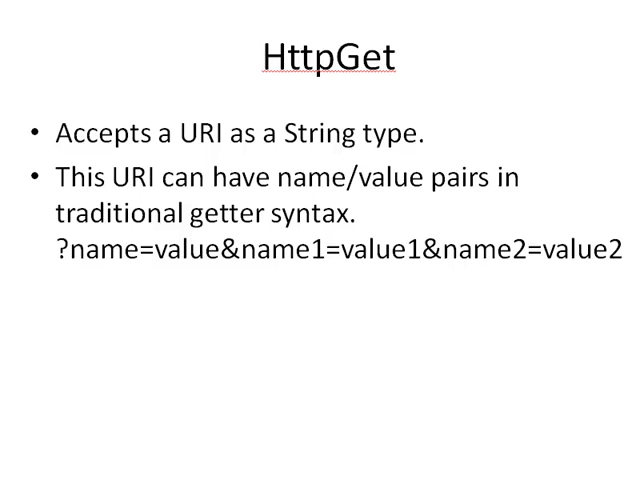 HttpGet
• Accepts a URI as a String type.
• This URI can have name/value pairs in
traditional getter syntax.
?name=value&name1=value1&name2=value2